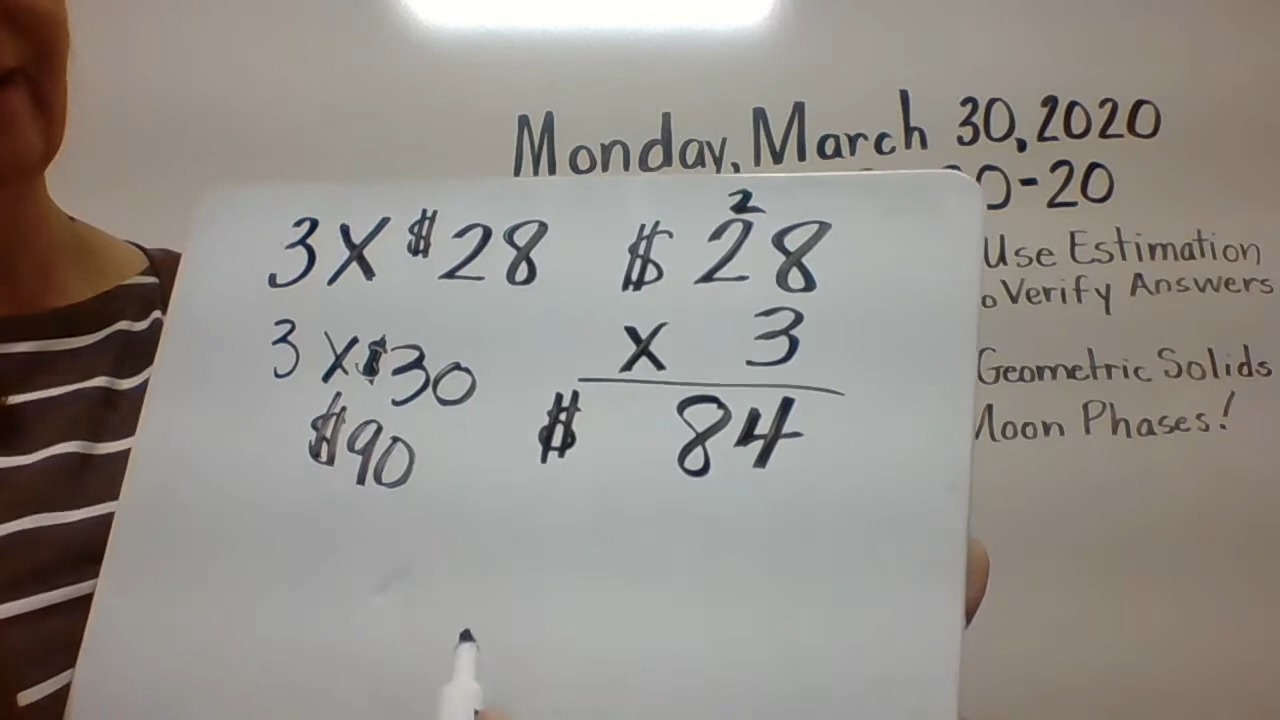 Monday, March 30, 2020
0-20
Use Estimation
Verify Answers
Geometric Solids
Moon Phases!
3 X $28
3 X $30
$90
2
$ 28
x 3
$ 84